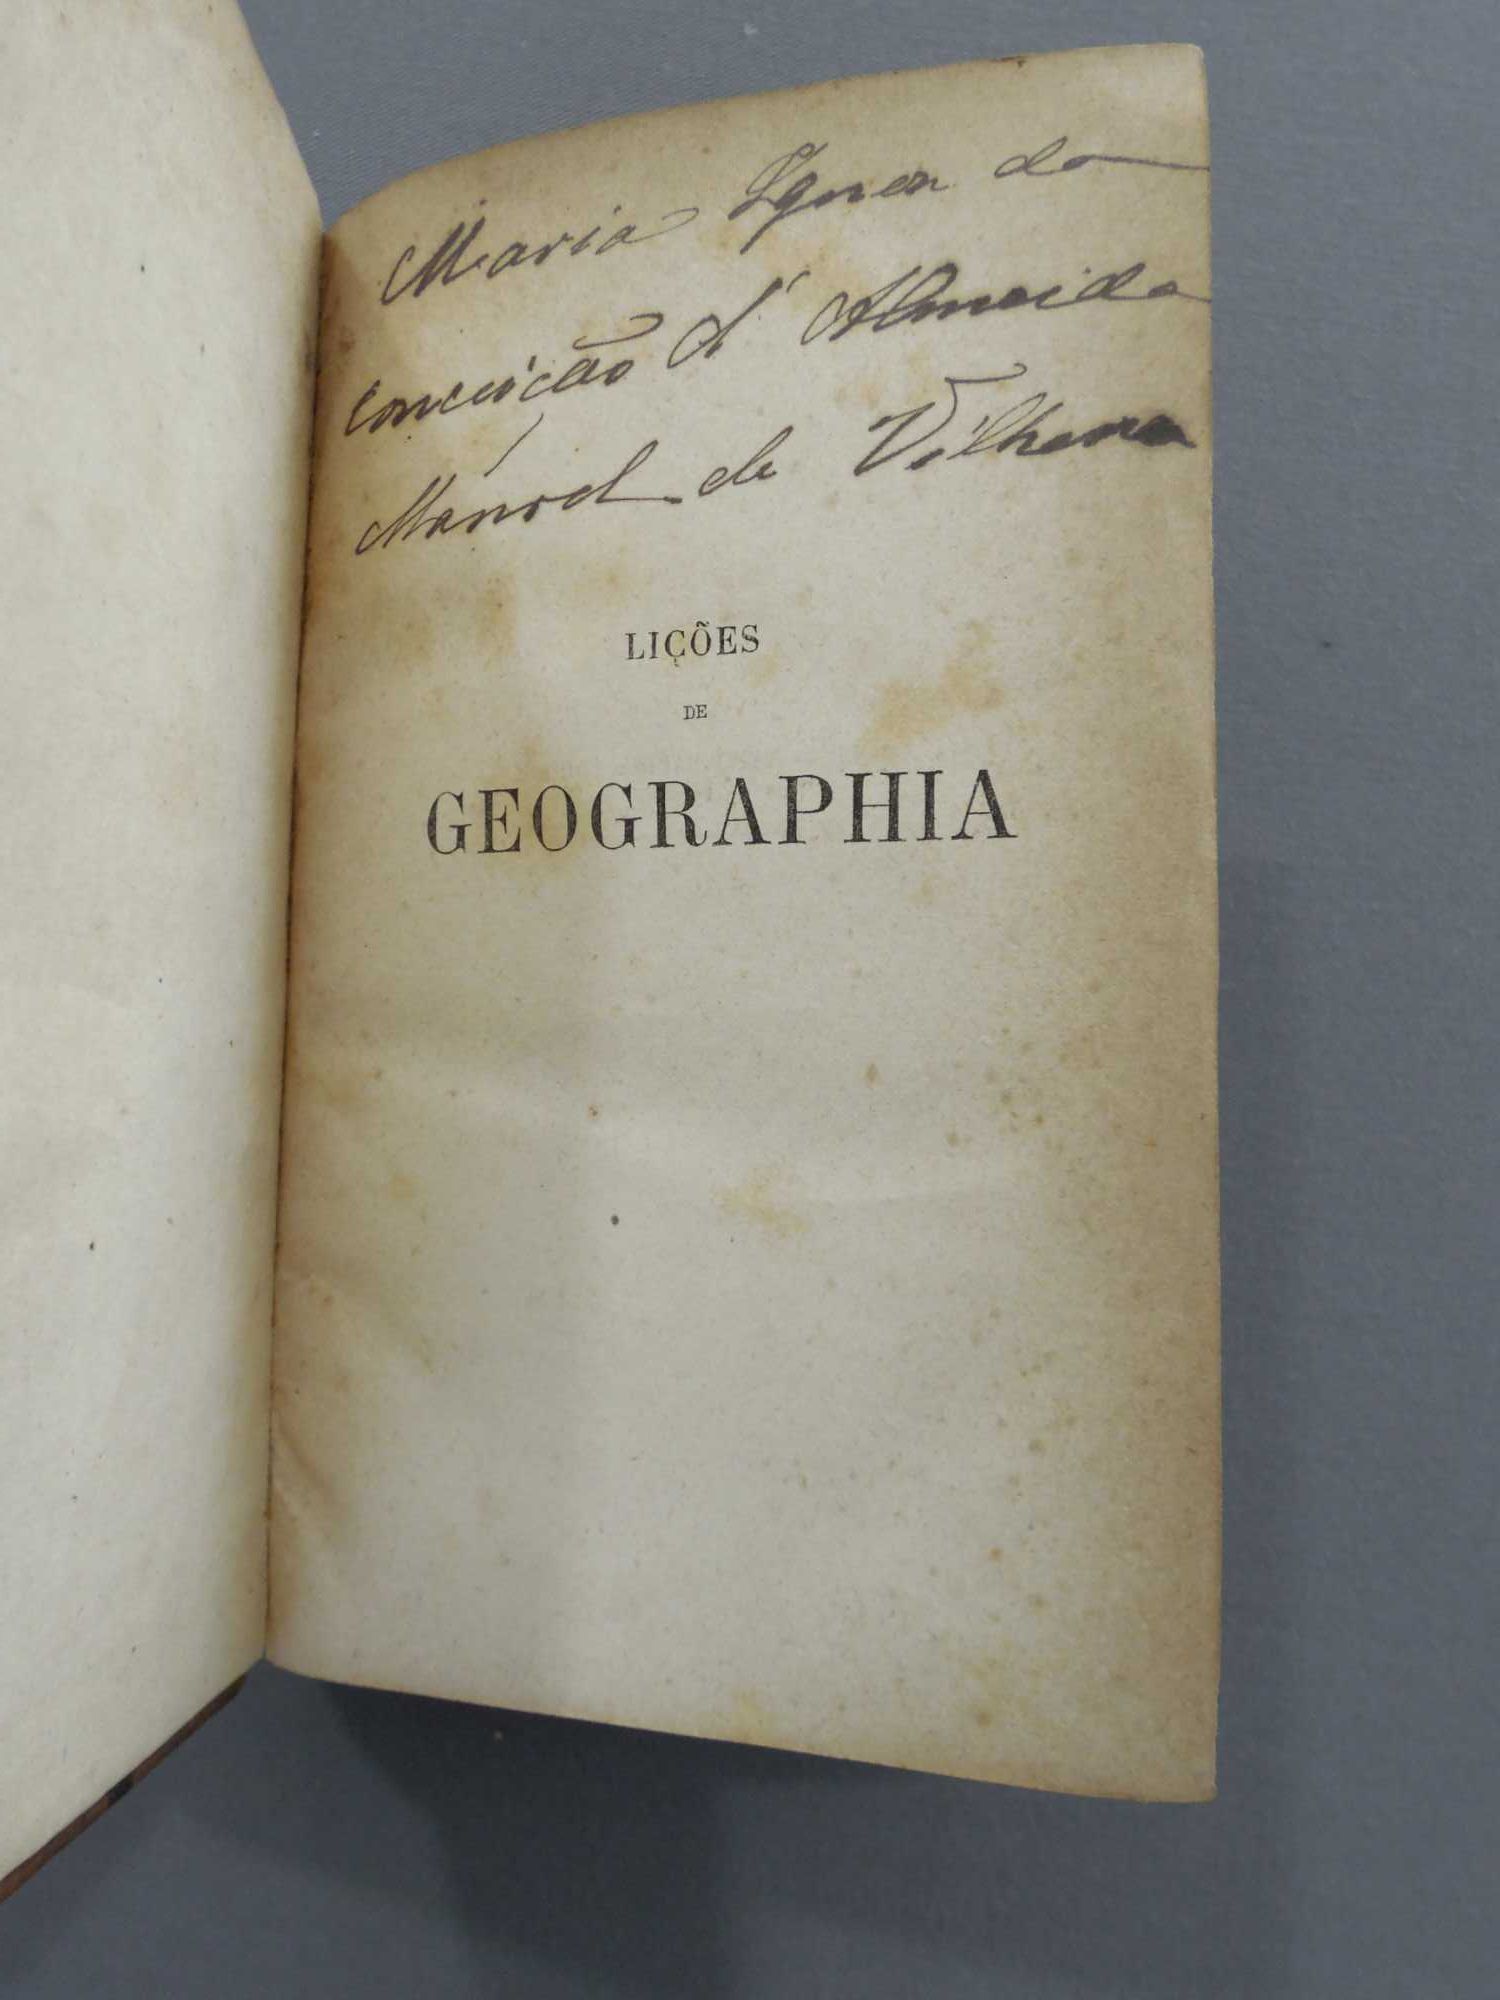 Maria Ignez da
Conceição d'Almeida
Manoel de Vilhena
LIÇÕES
DE
GEOGRAPHIA